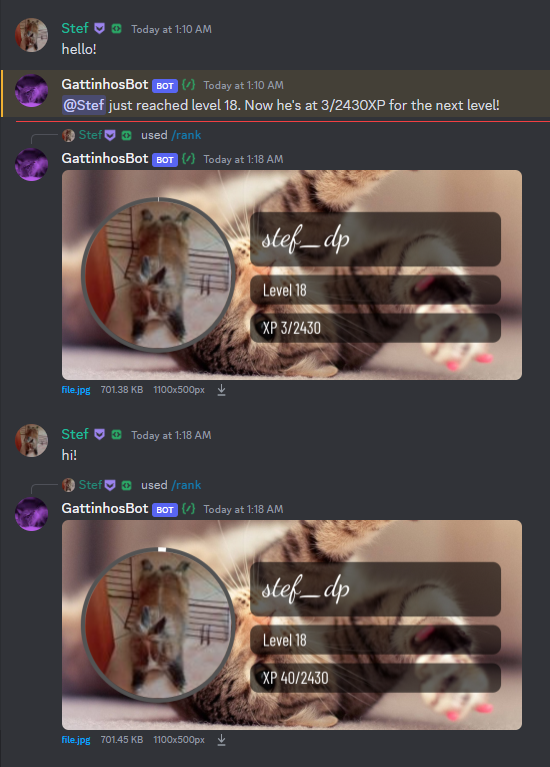 Stef Today at 1:10 AM
hello!
GattinhosBot BOT (/) Today at 1:10 AM
@Stef just reached level 18. Now he's at 3/2430XP for the next level!
Stef used /rank
GattinhosBot BOT (/) Today at 1:18 AM
stef_dp
Level 18
XP 3/2430
file.jpg 701.38 KB 1100x500px
Stef Today at 1:18 AM
hi!
Stef used /rank
GattinhosBot BOT (/) Today at 1:18 AM
stef_dp
Level 18
XP 40/2430
file.jpg 701.45 KB 1100x500px